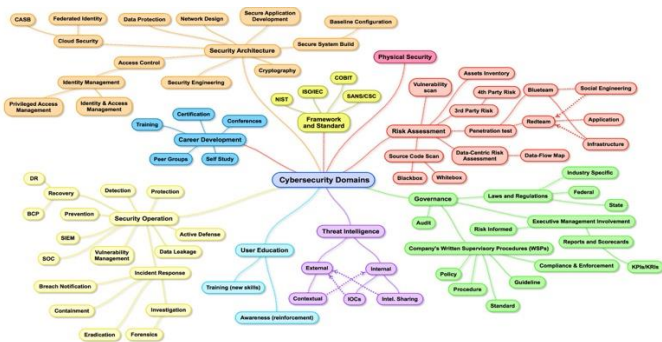 CASB
Federated Identity
Cloud Security
Data Protection
Network Design
Secure Application
Development
Baseline Configuration
Security Architecture
Secure System Build
Access Control
Identity Management
Security Engineering
Cryptography
Privileged Access
Management
Identity & Access
Management
Physical Security
COBIT
ISO/IEC
NIST
SANS/CSC
Framework
and Standard
Certification
Training
Conferences
Career Development
Peer Groups
Self Study
Assets Inventory
Vulnerability
scan
4th Party Risk
Blueteam
Social Engineering
3rd Party Risk
Risk Assessment
Penetration test
Redteam
Application
Infrastructure
Source Code Scan
Data-Centric Risk
Assessment
Data-Flow Map
Blackbox
Whitebox
Cybersecurity Domains
DR
Recovery
BCP
Detection
Protection
Prevention
Security Operation
SIEM
SOC
Vulnerability
Management
Active Defense
Data Leakage
Incident Response
Breach Notification
Containment
Eradication
Forensics
Investigation
User Education
Training (new skills)
Awareness (reinforcement)
Threat Intelligence
External
Internal
Contextual
IOCs
Intel. Sharing
Governance
Audit
Laws and Regulations
Industry Specific
Federal
State
Executive Management Involvement
Risk Informed
Reports and Scorecards
KPIs/KRIs
Company's Written Supervisory Procedures (WSPs)
Compliance & Enforcement
Policy
Procedure
Guideline
Standard